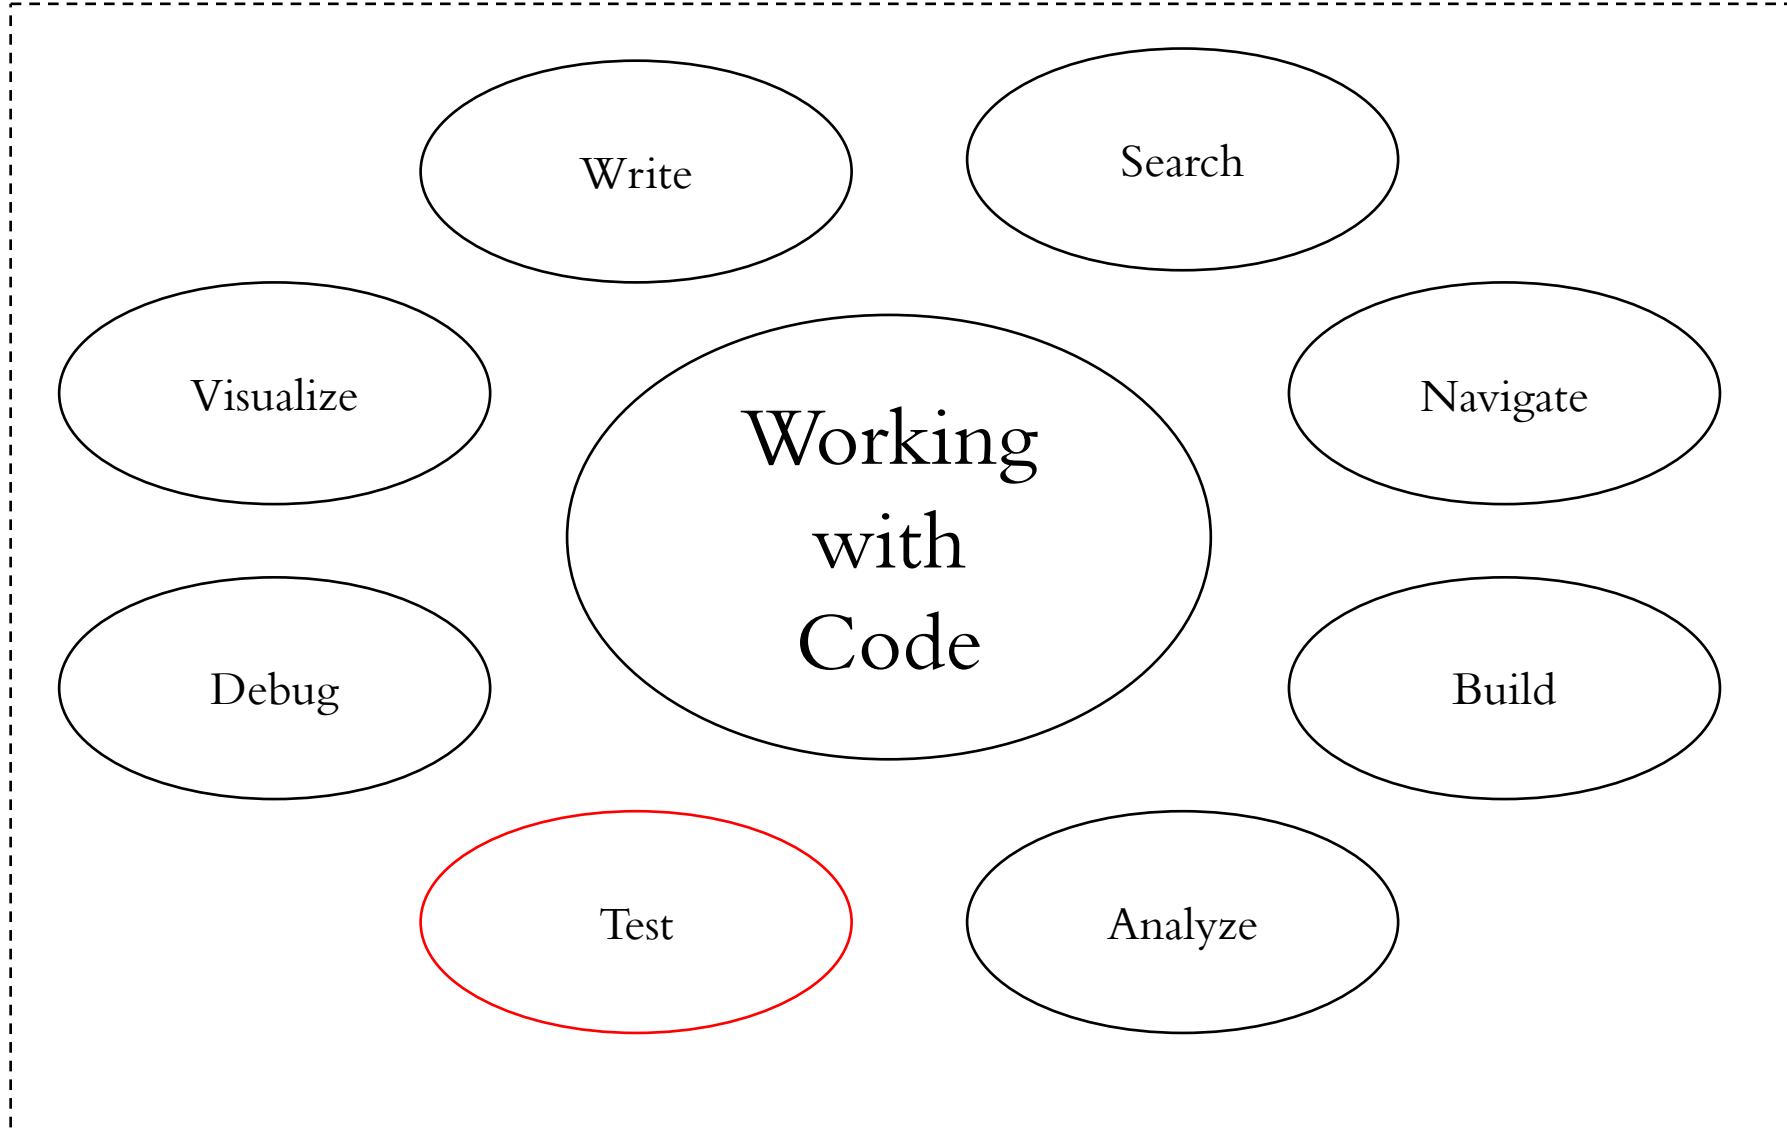 Write
Search
Visualize
Navigate
Working
with
Code
Debug
Build
Test
Analyze